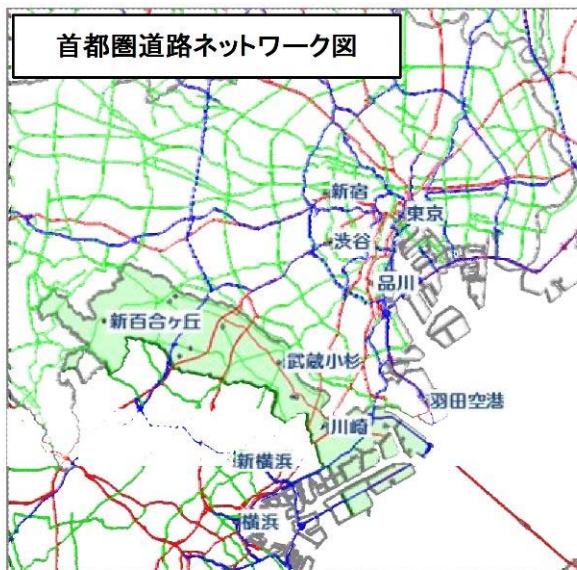 首都圏道路ネットワーク図
新宿
東京
渋谷
品川
新百合ヶ丘
武蔵小杉
羽田空港
川崎
新横浜
横浜